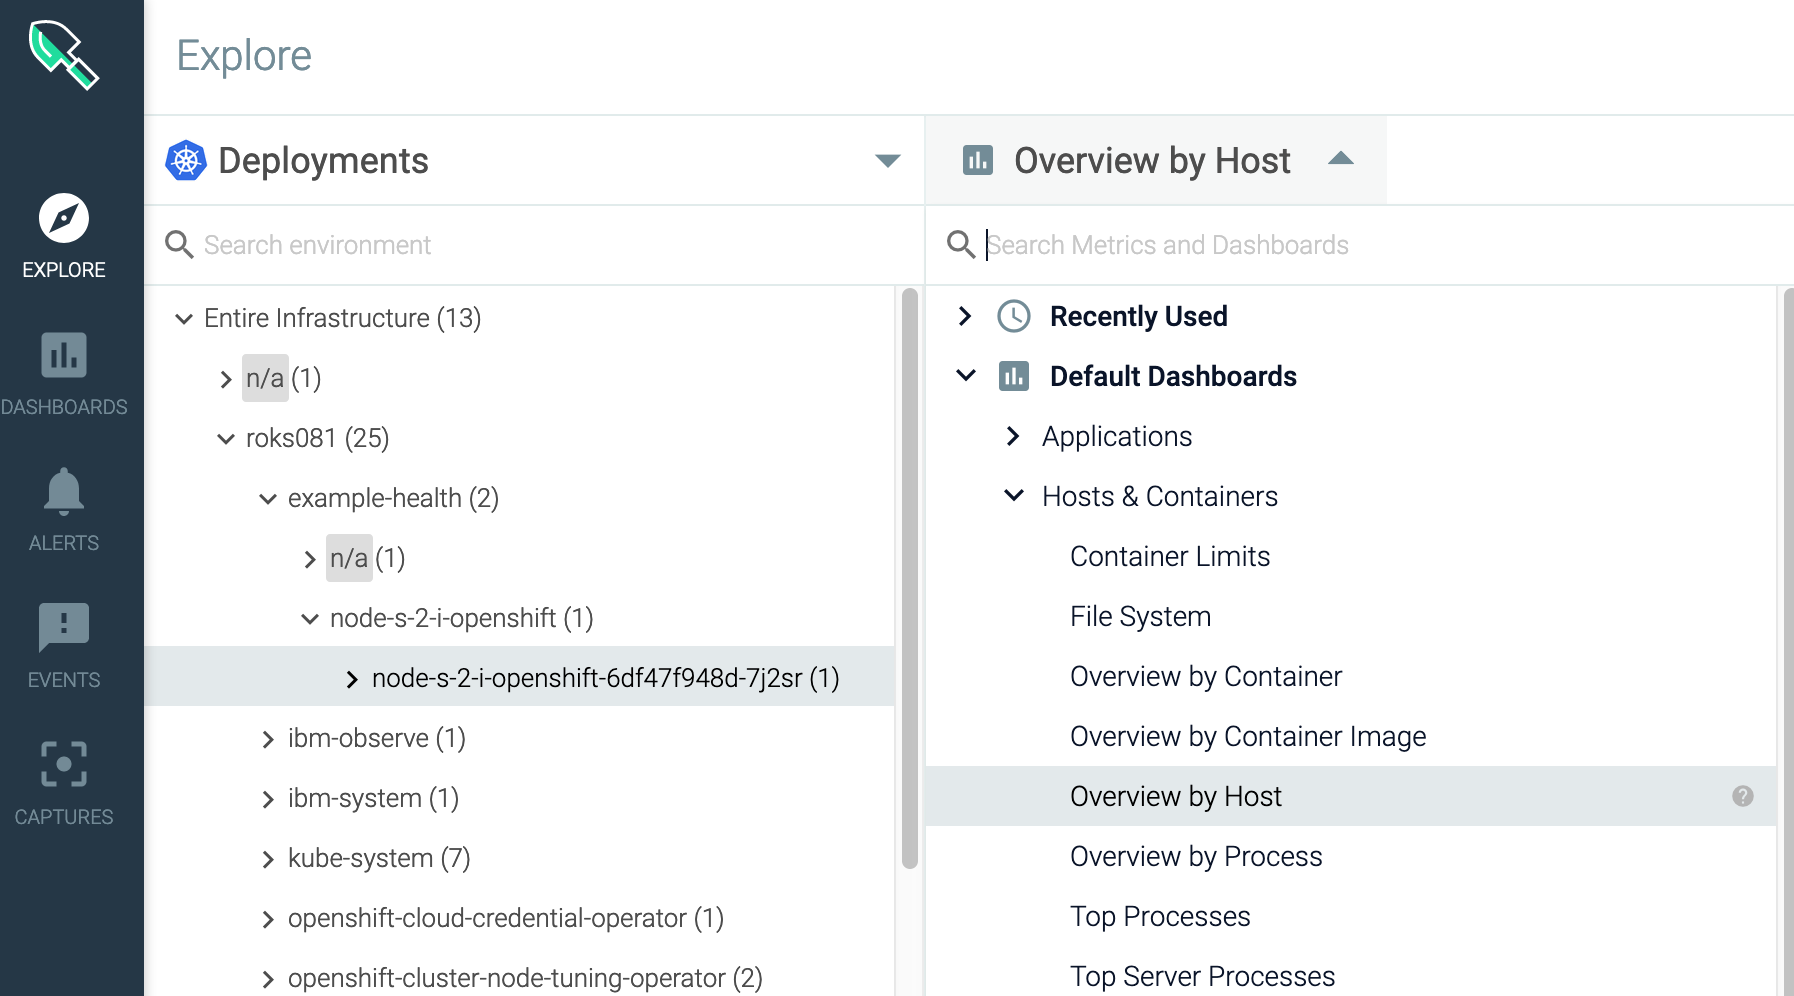 Explore
EXPLORE
DASHBOARDS
ALERTS
EVENTS
CAPTURES
Deployments
Search environment
Entire Infrastructure (13)
n/a (1)
roks081 (25)
example-health (2)
n/a (1)
node-s-2-i-openshift (1)
node-s-2-i-openshift-6df47f948d-7j2sr (1)
ibm-observe (1)
ibm-system (1)
kube-system (7)
openshift-cloud-credential-operator (1)
openshift-cluster-node-tuning-operator (2)
Overview by Host
Search Metrics and Dashboards
Recently Used
Default Dashboards
Applications
Hosts & Containers
Container Limits
File System
Overview by Container
Overview by Container Image
Overview by Host
?
Overview by Process
Top Processes
Top Server Processes